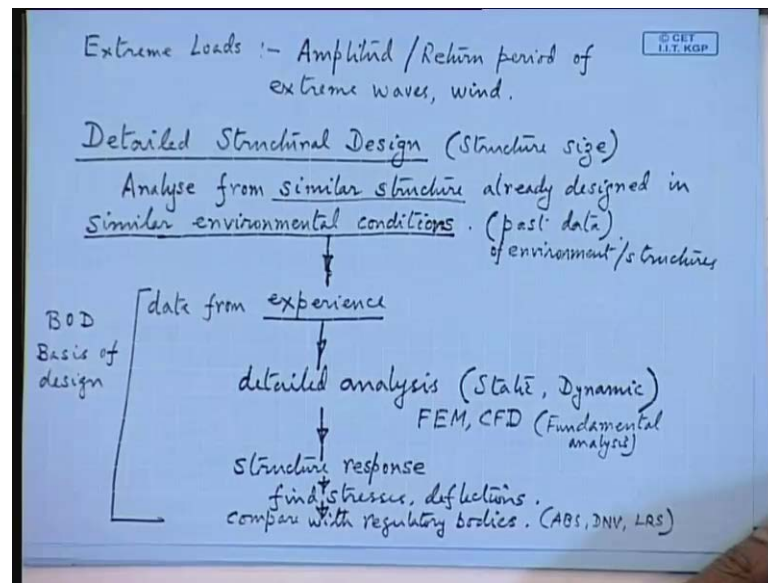 © CET
I.I.T. KGP
Extreme Loads :- Amplitud / Return period of
extreme waves, wind.
Detailed Structural Design (Structure size)
Analyse from similar structure already designed in
similar environmental conditions. (past data)
of environment/structures
data from experience
BOD
Basis of
design
detailed analysis (Static, Dynamic)
FEM, CFD (Fundamental
analysis)
structure response
find stresses, deflections.
compare with regulatory bodies. (ABS, DNV, LRS)